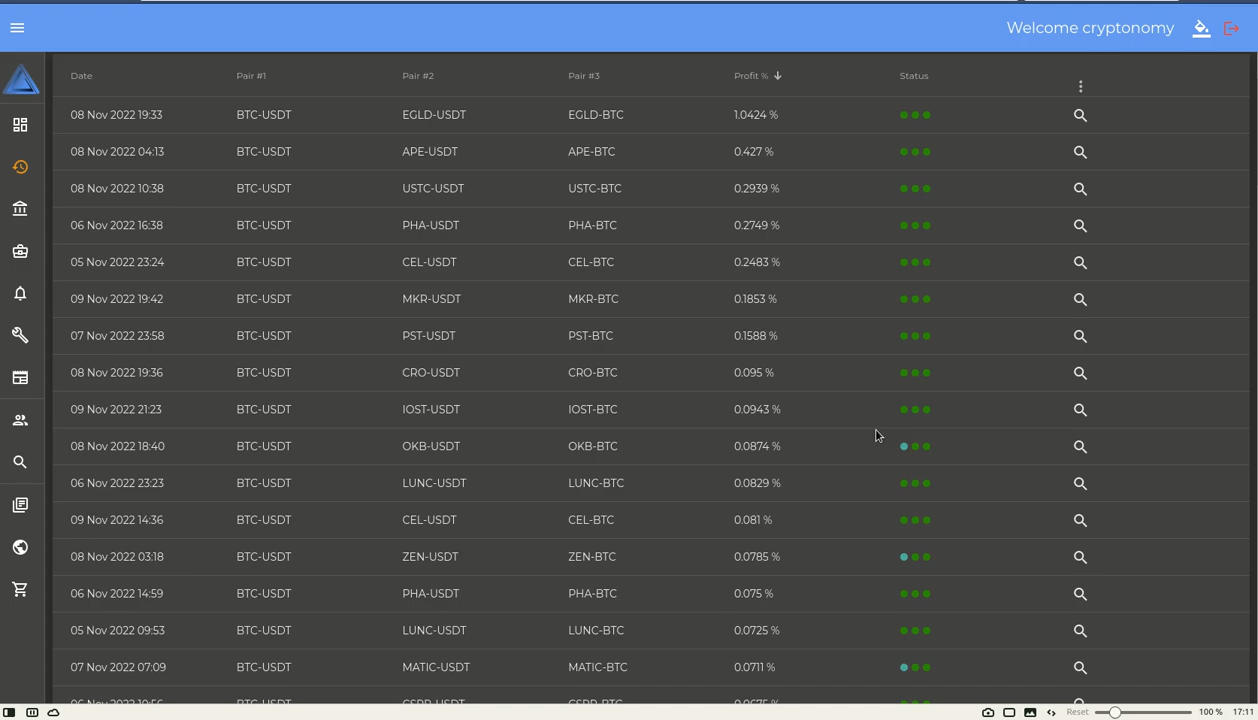 Welcome cryptonomy
Date Pair #1 Pair #2 Pair #3 Profit % Status
08 Nov 2022 19:33 BTC-USDT EGLD-USDT EGLD-BTC 1.0424 %
08 Nov 2022 04:13 BTC-USDT APE-USDT APE-BTC 0.427 %
08 Nov 2022 10:38 BTC-USDT USTC-USDT USTC-BTC 0.2939 %
06 Nov 2022 16:38 BTC-USDT PHA-USDT PHA-BTC 0.2749 %
05 Nov 2022 23:24 BTC-USDT CEL-USDT CEL-BTC 0.2483 %
09 Nov 2022 19:42 BTC-USDT MKR-USDT MKR-BTC 0.1853 %
07 Nov 2022 23:58 BTC-USDT PST-USDT PST-BTC 0.1588 %
08 Nov 2022 19:36 BTC-USDT CRO-USDT CRO-BTC 0.095 %
09 Nov 2022 21:23 BTC-USDT IOST-USDT IOST-BTC 0.0943 %
08 Nov 2022 18:40 BTC-USDT OKB-USDT OKB-BTC 0.0874 %
06 Nov 2022 23:23 BTC-USDT LUNC-USDT LUNC-BTC 0.0829 %
09 Nov 2022 14:36 BTC-USDT CEL-USDT CEL-BTC 0.081 %
08 Nov 2022 03:18 BTC-USDT ZEN-USDT ZEN-BTC 0.0785 %
06 Nov 2022 14:59 BTC-USDT PHA-USDT PHA-BTC 0.075 %
05 Nov 2022 09:53 BTC-USDT LUNC-USDT LUNC-BTC 0.0725 %
07 Nov 2022 07:09 BTC-USDT MATIC-USDT MATIC-BTC 0.0711 %
Reset 100 % 17:11